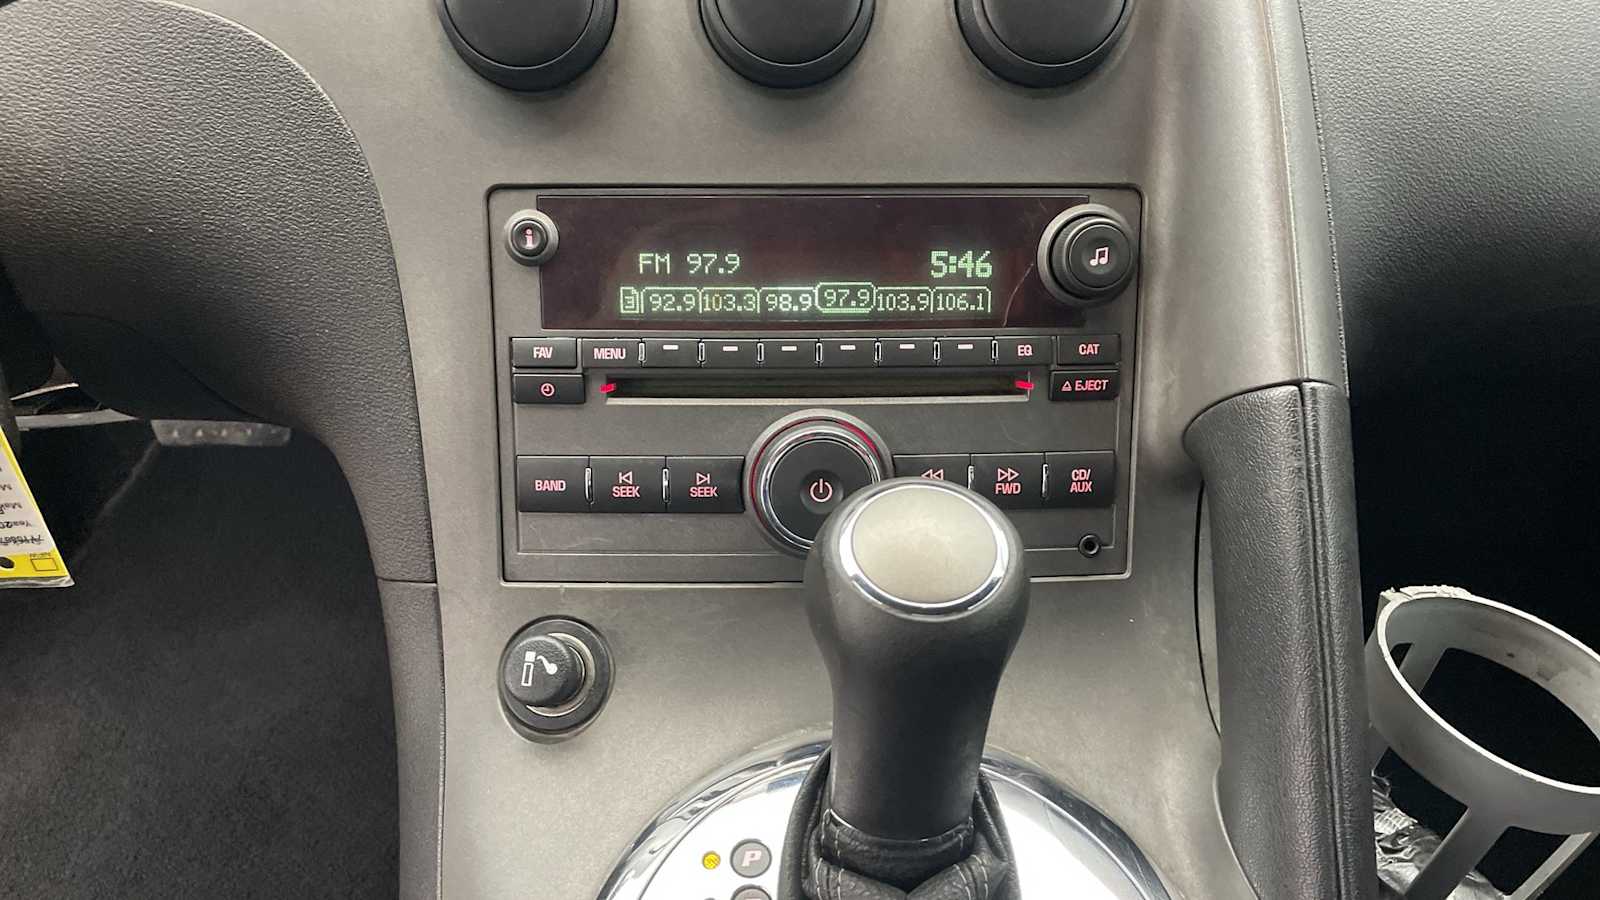 i
FM 97.9 5:46
3 92.9 103.3 98.9 97.9 103.9 106.1
FAV MENU EQ CAT
EJECT
BAND SEEK SEEK FWD CD/
AUX
P